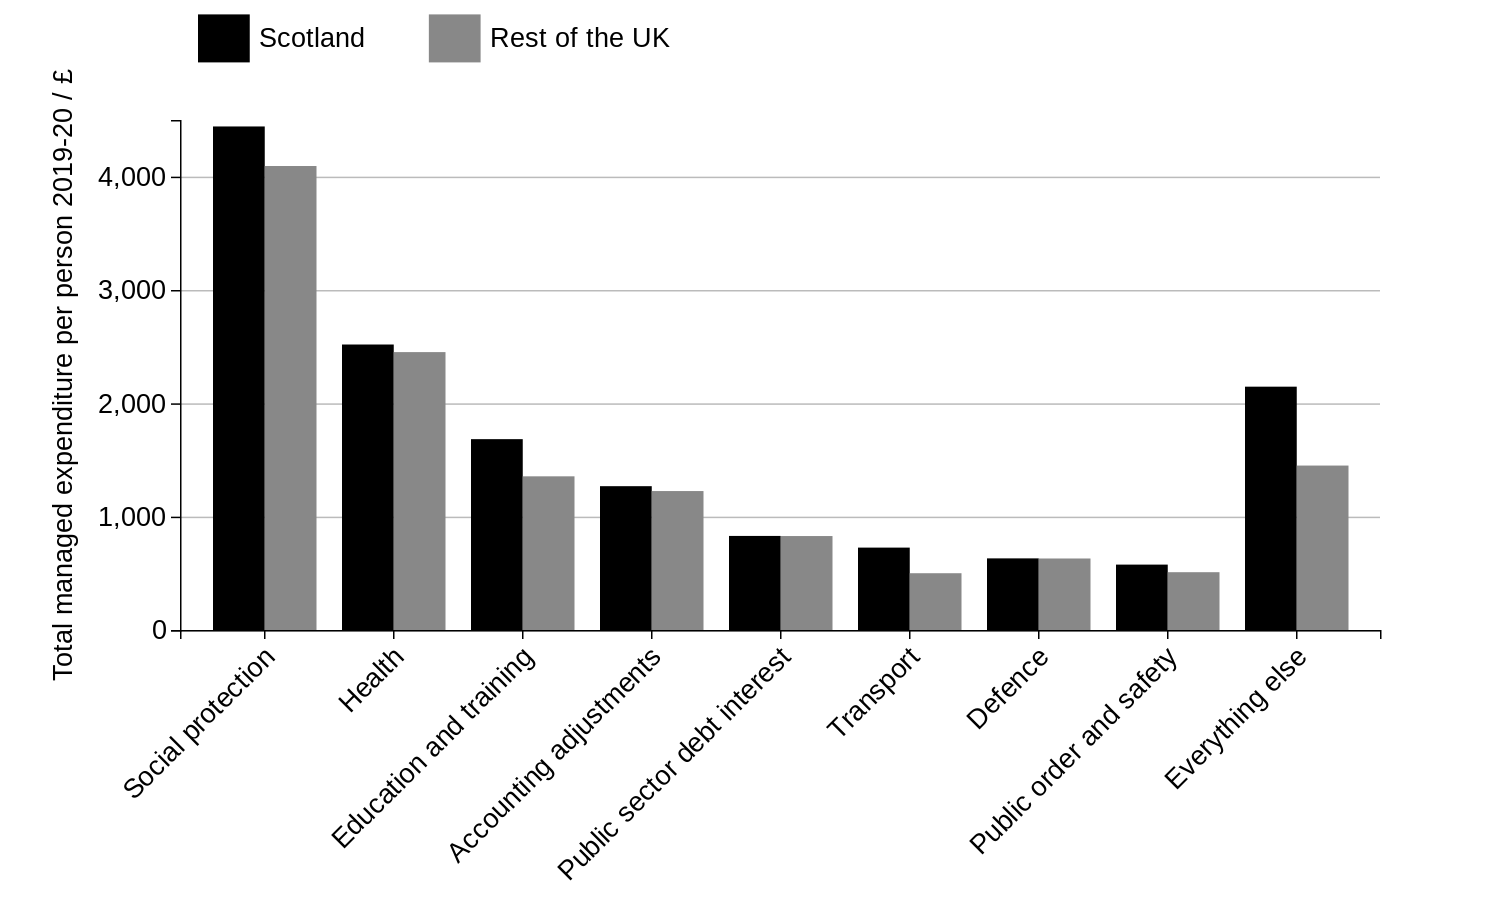 Scotland
Rest of the UK
Total managed expenditure per person 2019-20 / £
4,000
3,000
2,000
1,000
0
Social protection
Health
Education and training
Accounting adjustments
Public sector debt interest
Transport
Defence
Public order and safety
Everything else